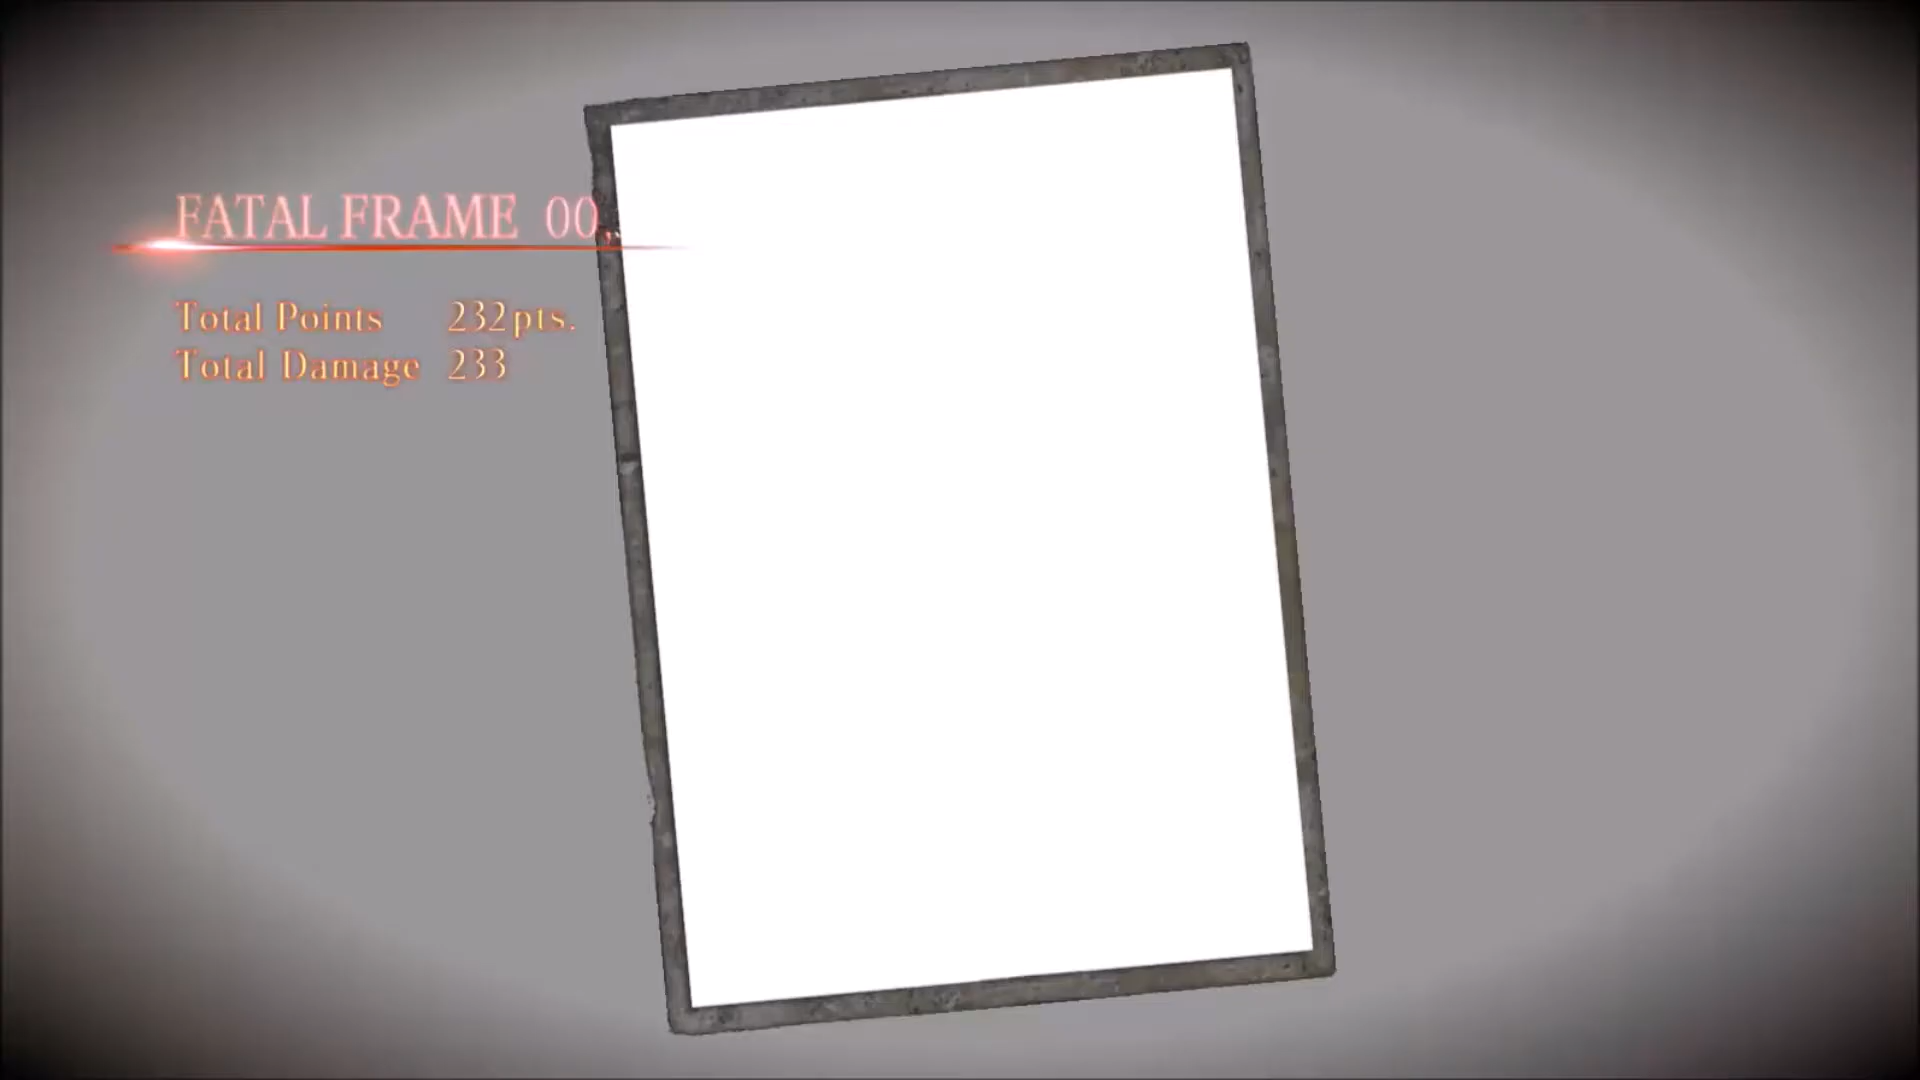 FATAL FRAME 00,
Total Points 232pts.
Total Damage 233